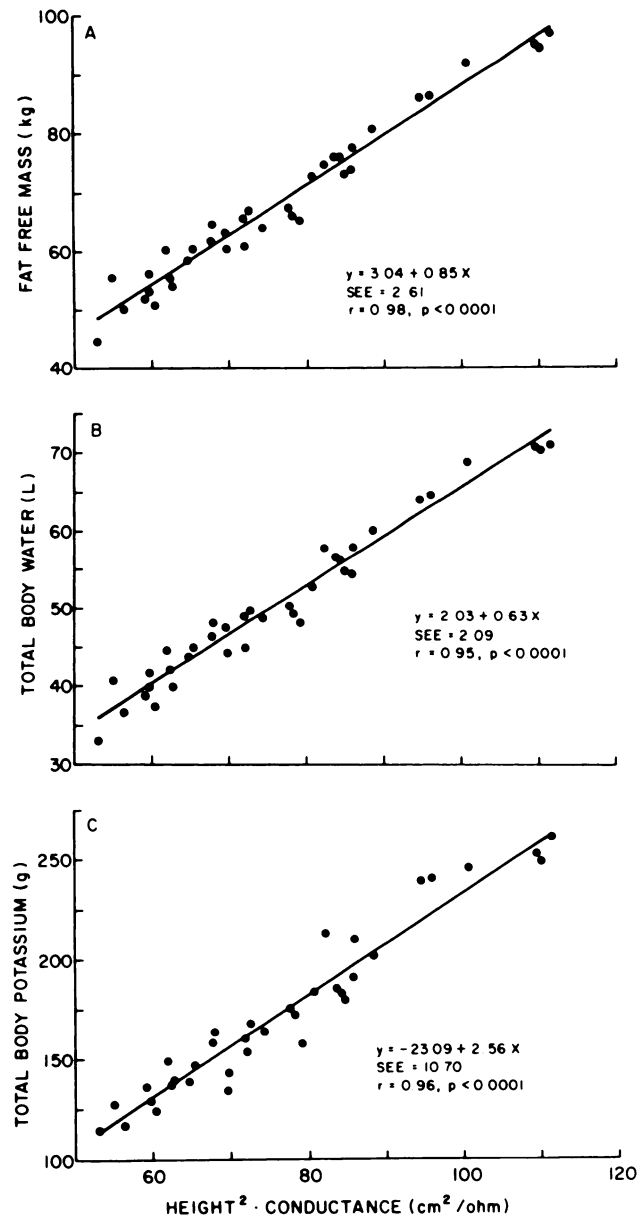 A
FAT FREE MASS (kg)
100
80
60
40
y = 3.04 + 0.85 X
SEE = 2.61
r = 0.98, p < 0.0001
B
TOTAL BODY WATER (L)
70
60
50
40
30
y = 2.03 + 0.63 X
SEE = 2.09
r = 0.95, p < 0.0001
C
TOTAL BODY POTASSIUM (g)
250
200
150
100
y = -23.09 + 2.56 X
SEE = 10.70
r = 0.96, p < 0.0001
60 80 100 120
HEIGHT² · CONDUCTANCE (cm²/ohm)